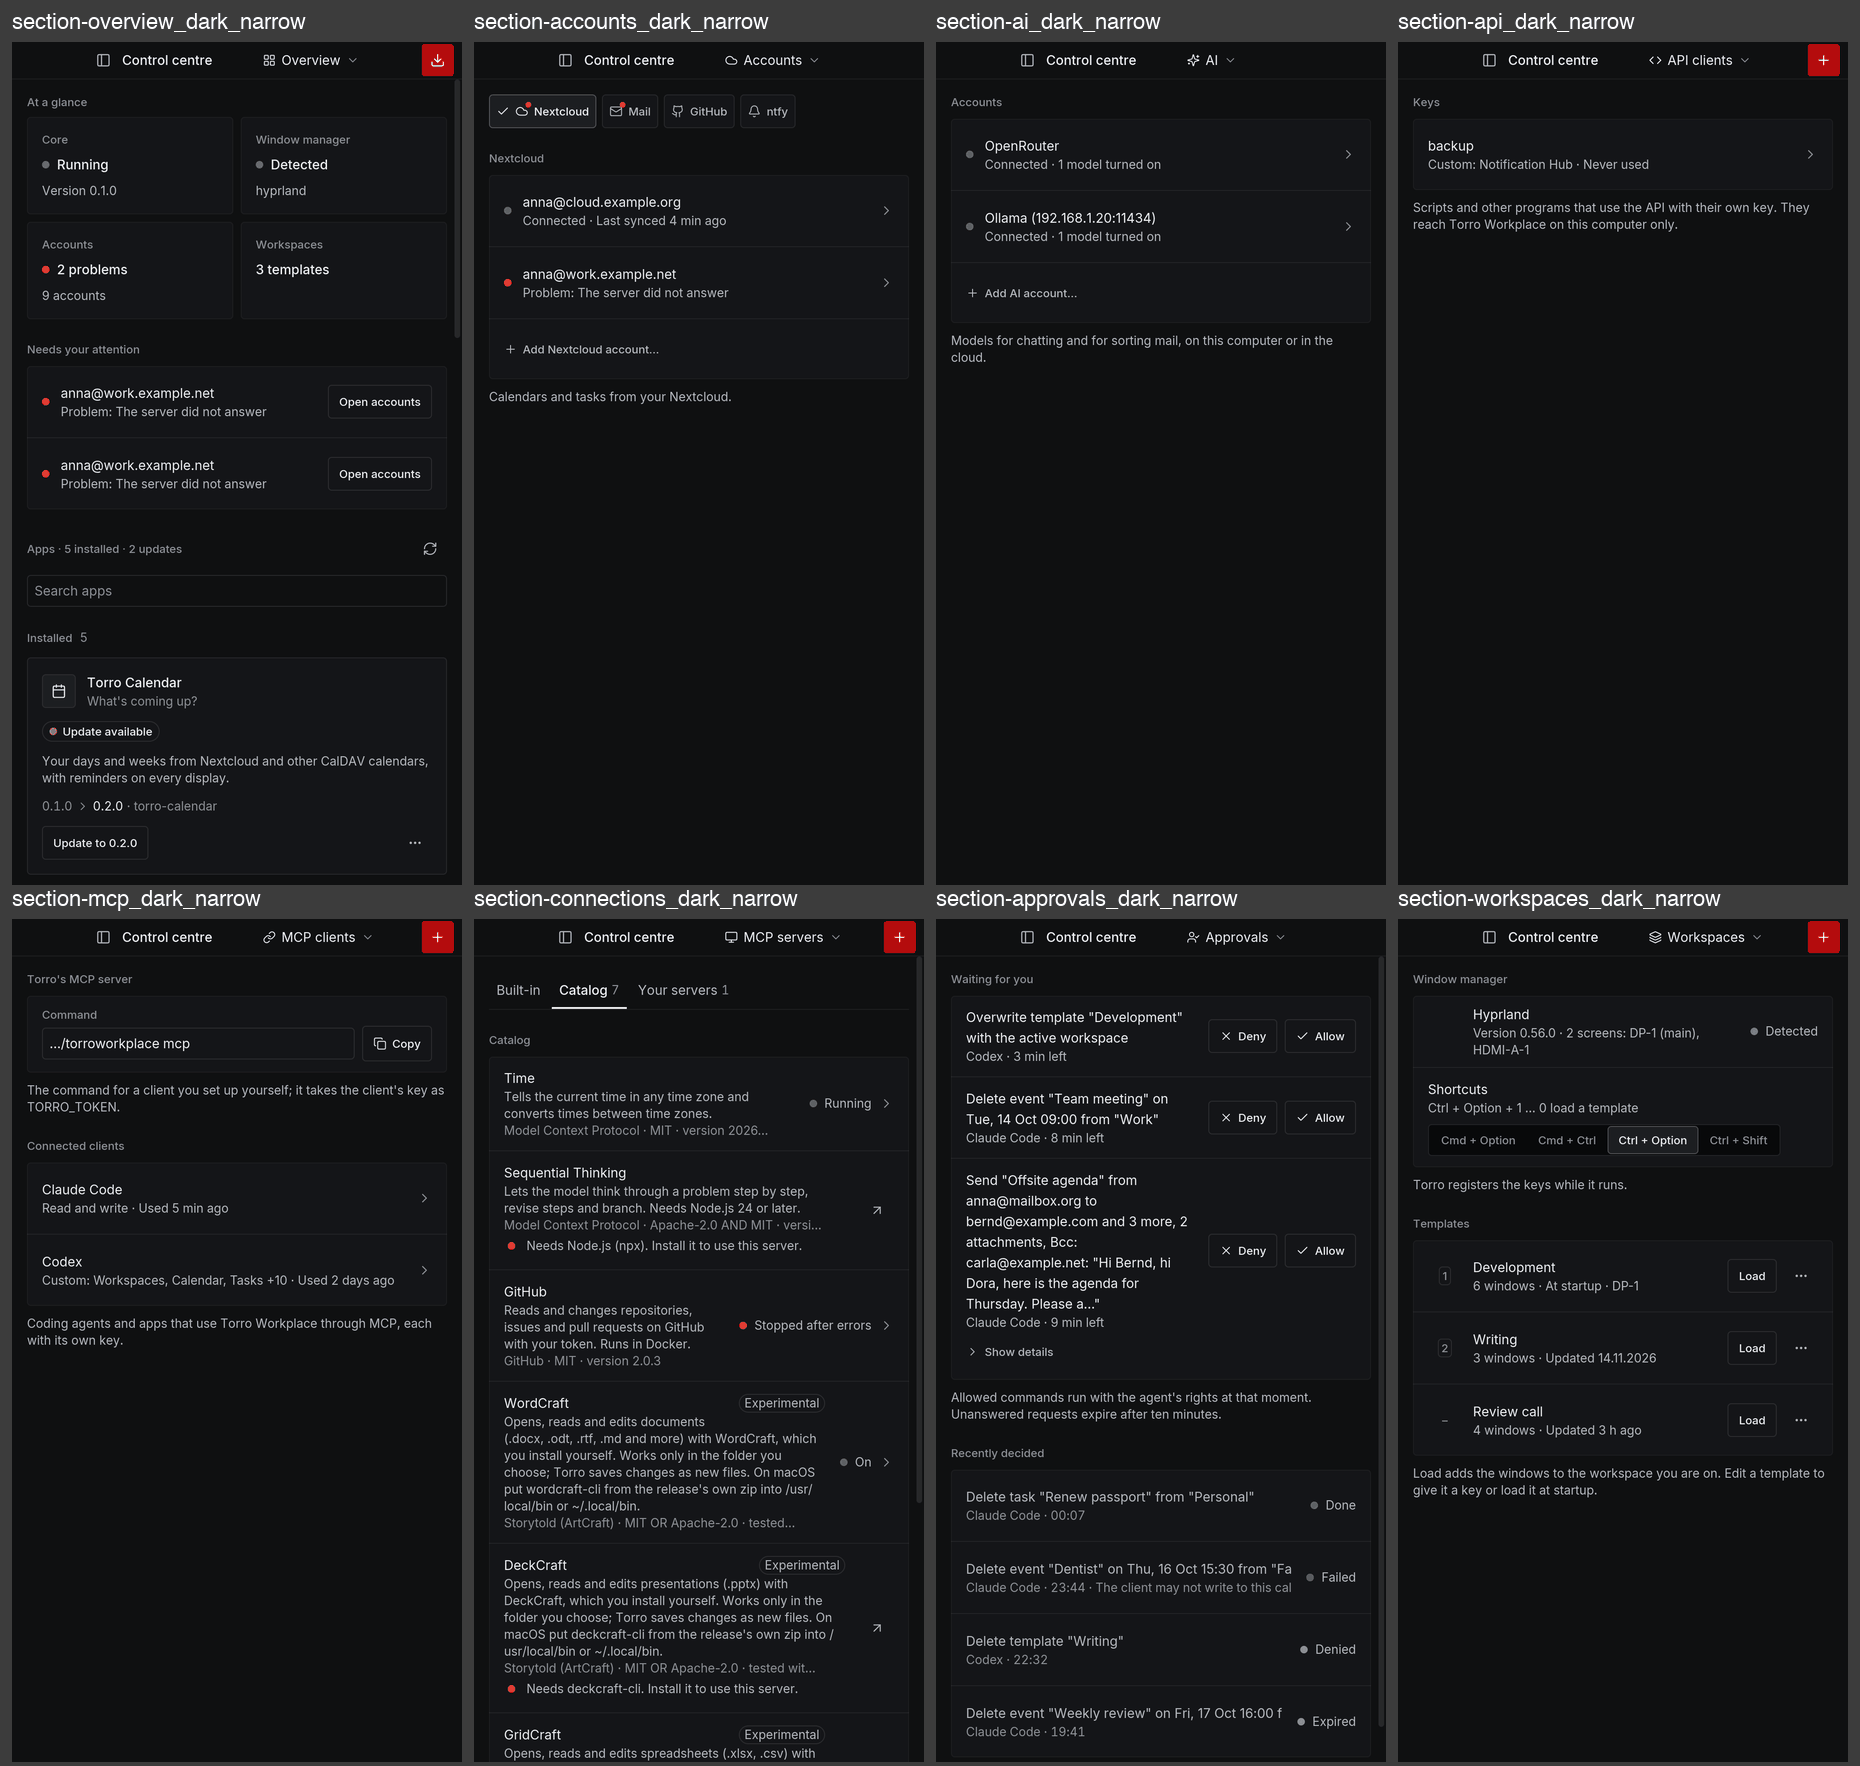 section-overview_dark_narrow
Control centre
Overview
At a glance
Core
Running
Version 0.1.0
Window manager
Detected
hyprland
Accounts
2 problems
9 accounts
Workspaces
3 templates
Needs your attention
anna@work.example.net
Problem: The server did not answer
Open accounts
anna@work.example.net
Problem: The server did not answer
Open accounts
Apps · 5 installed · 2 updates
Search apps
Installed 5
Torro Calendar
What's coming up?
Update available
Your days and weeks from Nextcloud and other CalDAV calendars,
with reminders on every display.
0.1.0 > 0.2.0 · torro-calendar
Update to 0.2.0
section-accounts_dark_narrow
Control centre
Accounts
Nextcloud
Mail
GitHub
ntfy
Nextcloud
anna@cloud.example.org
Connected · Last synced 4 min ago
anna@work.example.net
Problem: The server did not answer
Add Nextcloud account...
Calendars and tasks from your Nextcloud.
section-ai_dark_narrow
Control centre
AI
Accounts
OpenRouter
Connected · 1 model turned on
Ollama (192.168.1.20:11434)
Connected · 1 model turned on
Add AI account...
Models for chatting and for sorting mail, on this computer or in the
cloud.
section-api_dark_narrow
Control centre
API clients
Keys
backup
Custom: Notification Hub · Never used
Scripts and other programs that use the API with their own key. They
reach Torro Workplace on this computer only.
section-mcp_dark_narrow
Control centre
MCP clients
Torro's MCP server
Command
.../torroworkplace mcp
Copy
The command for a client you set up yourself; it takes the client's key as
TORRO_TOKEN.
Connected clients
Claude Code
Read and write · Used 5 min ago
Codex
Custom: Workspaces, Calendar, Tasks +10 · Used 2 days ago
Coding agents and apps that use Torro Workplace through MCP, each
with its own key.
section-connections_dark_narrow
Control centre
MCP servers
Built-in
Catalog 7
Your servers 1
Catalog
Time
Tells the current time in any time zone and
converts times between time zones.
Model Context Protocol · MIT · version 2026...
Running
Sequential Thinking
Lets the model think through a problem step by step,
revise steps and branch. Needs Node.js 24 or later.
Model Context Protocol · Apache-2.0 AND MIT · versi...
Needs Node.js (npx). Install it to use this server.
GitHub
Reads and changes repositories,
issues and pull requests on GitHub
with your token. Runs in Docker.
GitHub · MIT · version 2.0.3
Stopped after errors
WordCraft
Experimental
Opens, reads and edits documents
(.docx, .odt, .rtf, .md and more) with WordCraft, which
you install yourself. Works only in the folder you
choose; Torro saves changes as new files. On macOS
put wordcraft-cli from the release's own zip into /usr/
local/bin or ~/.local/bin.
Storytold (ArtCraft) · MIT OR Apache-2.0 · tested...
On
DeckCraft
Experimental
Opens, reads and edits presentations (.pptx) with
DeckCraft, which you install yourself. Works only in the
folder you choose; Torro saves changes as new files. On
macOS put deckcraft-cli from the release's own zip into /
usr/local/bin or ~/.local/bin.
Storytold (ArtCraft) · MIT OR Apache-2.0 · tested wit...
Needs deckcraft-cli. Install it to use this server.
GridCraft
Experimental
Opens, reads and edits spreadsheets (.xlsx, .csv) with
section-approvals_dark_narrow
Control centre
Approvals
Waiting for you
Overwrite template "Development"
with the active workspace
Codex · 3 min left
Deny
Allow
Delete event "Team meeting" on
Tue, 14 Oct 09:00 from "Work"
Claude Code · 8 min left
Deny
Allow
Send "Offsite agenda" from
anna@mailbox.org to
bernd@example.com and 3 more, 2
attachments, Bcc:
carla@example.net: "Hi Bernd, hi
Dora, here is the agenda for
Thursday. Please a..."
Claude Code · 9 min left
Deny
Allow
Show details
Allowed commands run with the agent's rights at that moment.
Unanswered requests expire after ten minutes.
Recently decided
Delete task "Renew passport" from "Personal"
Claude Code · 00:07
Done
Delete event "Dentist" on Thu, 16 Oct 15:30 from "Fa
Claude Code · 23:44 · The client may not write to this cal
Failed
Delete template "Writing"
Codex · 22:32
Denied
Delete event "Weekly review" on Fri, 17 Oct 16:00 f
Claude Code · 19:41
Expired
section-workspaces_dark_narrow
Control centre
Workspaces
Window manager
Hyprland
Version 0.56.0 · 2 screens: DP-1 (main),
HDMI-A-1
Detected
Shortcuts
Ctrl + Option + 1 ... 0 load a template
Cmd + Option
Cmd + Ctrl
Ctrl + Option
Ctrl + Shift
Torro registers the keys while it runs.
Templates
1
Development
6 windows · At startup · DP-1
Load
2
Writing
3 windows · Updated 14.11.2026
Load
–
Review call
4 windows · Updated 3 h ago
Load
Load adds the windows to the workspace you are on. Edit a template to
give it a key or load it at startup.